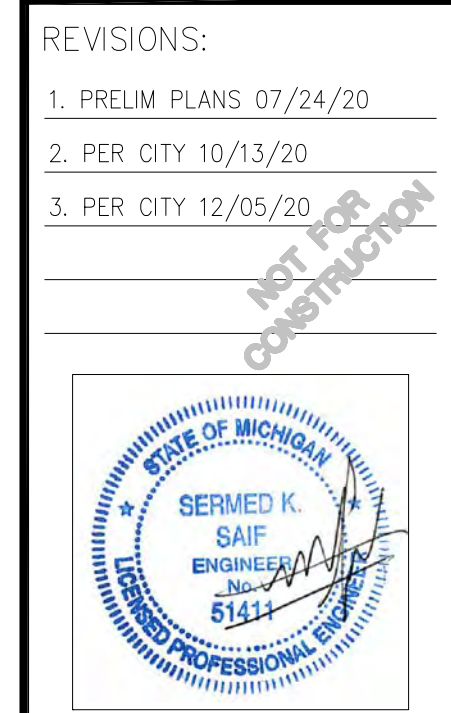 REVISIONS:
1. PRELIM PLANS 07/24/20
2. PER CITY 10/13/20
3. PER CITY 12/05/20
NOT FOR
CONSTRUCTION
STATE OF MICHIGAN
SERMED K.
SAIF
ENGINEER
No.
51411
LICENSED PROFESSIONAL ENGINEER